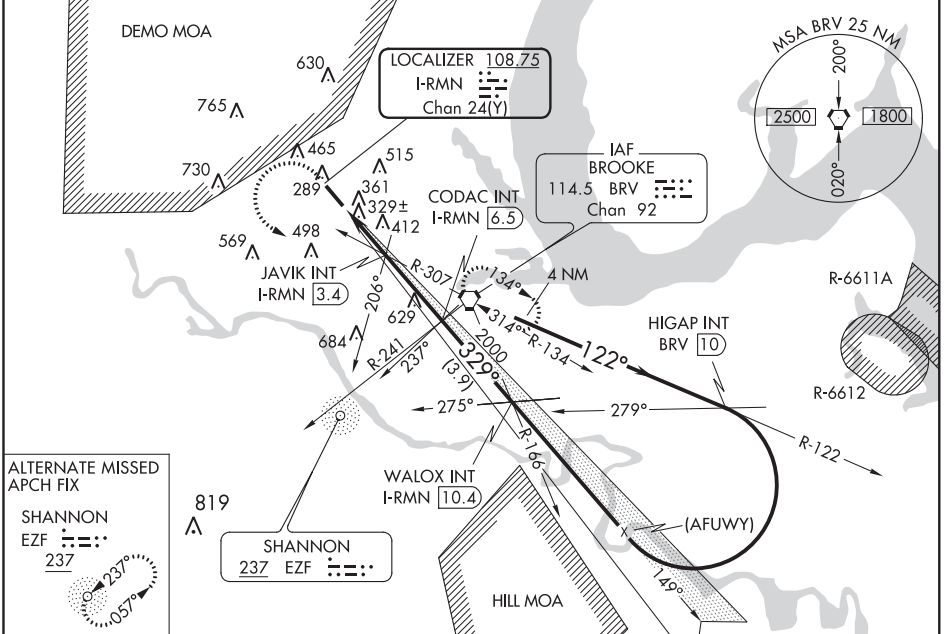 DEMO MOA
MSA BRV 25 NM
200°
2500
1800
020°
LOCALIZER 108.75
I-RMN
Chan 24(Y)
630
765
730
465
515
289
361
329±
412
498
569
IAF
BROOKE
114.5 BRV
Chan 92
CODAC INT
I-RMN 6.5
JAVIK INT
I-RMN 3.4
R-307
134°
4 NM
206°
629
684
R-241
237°
2000
314°
R-134
329°
(3.9)
122°
HIGAP INT
BRV 10
R-6611A
R-6612
275°
279°
R-122
R-166
WALOX INT
I-RMN 10.4
(AFUWY)
149°
ALTERNATE MISSED
APCH FIX
SHANNON
EZF
237
237°
057°
819
SHANNON
237 EZF
HILL MOA